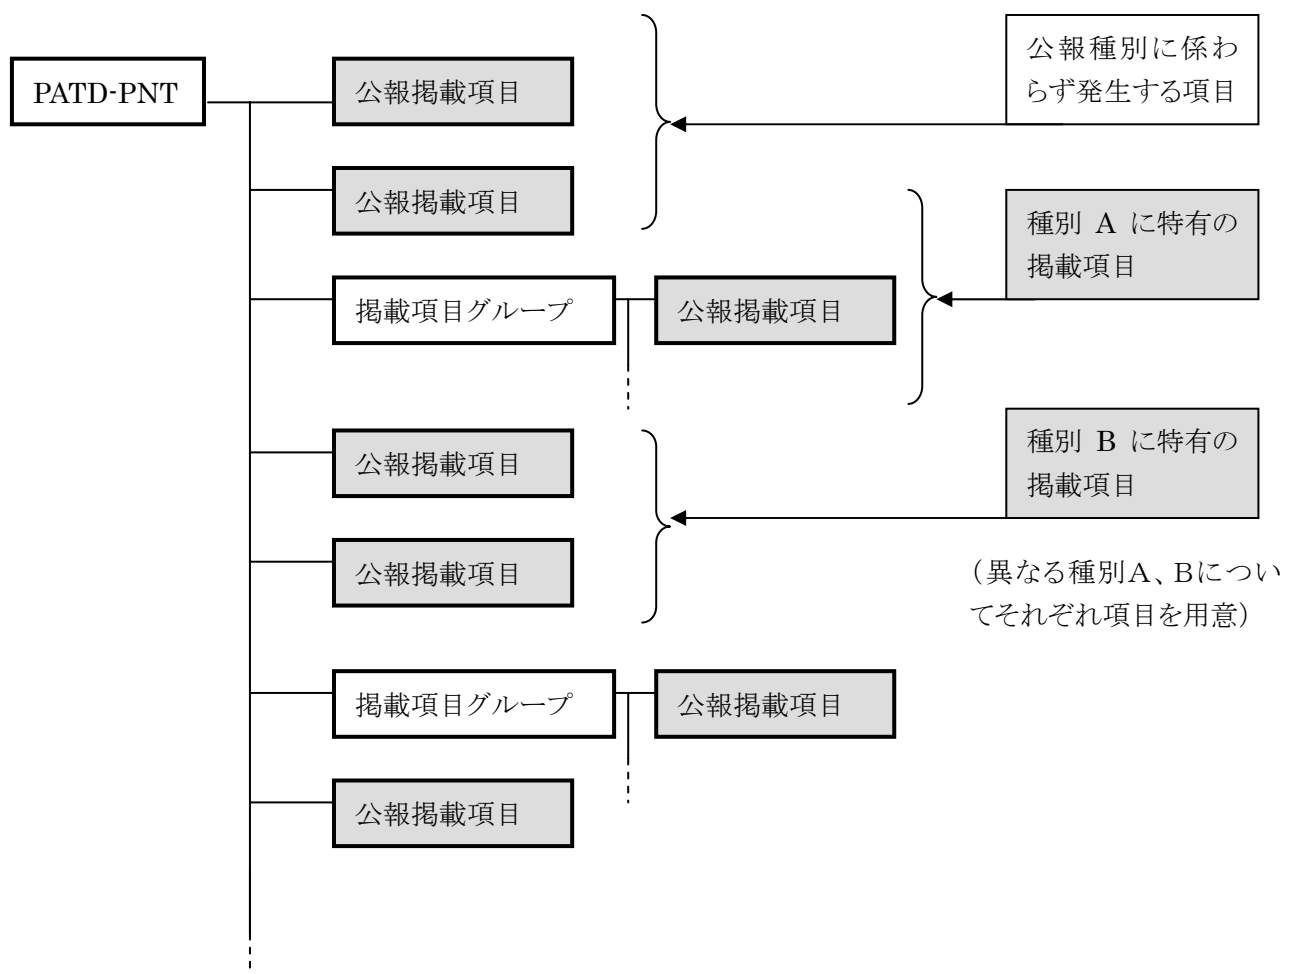 公報種別に係わ
らず発生する項目
PATD-PNT
公報掲載項目
公報掲載項目
種別 A に特有の
掲載項目
掲載項目グループ
公報掲載項目
種別 B に特有の
掲載項目
公報掲載項目
公報掲載項目
（異なる種別Ａ、Ｂについ
てそれぞれ項目を用意）
掲載項目グループ
公報掲載項目
公報掲載項目